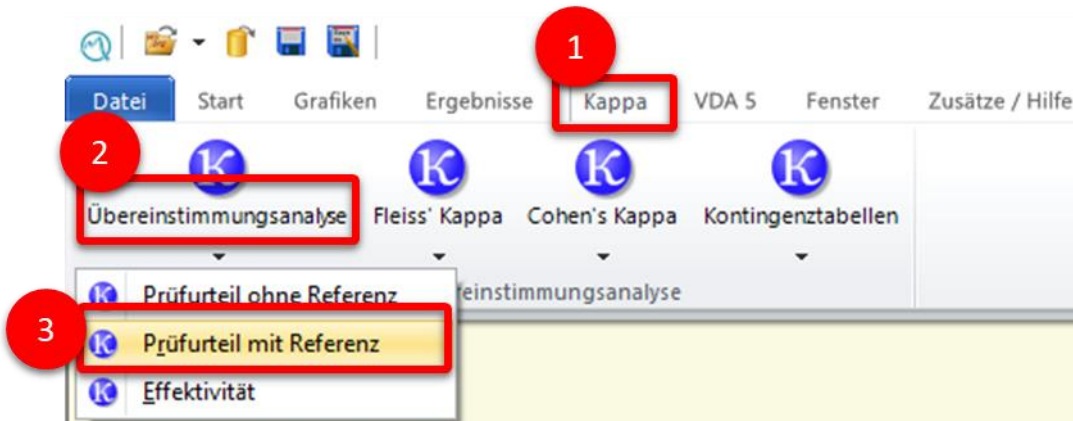 1
Datei Start Grafiken Ergebnisse Kappa VDA 5 Fenster Zusätze / Hilfe
2
Übereinstimmungsanalyse Fleiss' Kappa Cohen's Kappa Kontingenztabellen
Prüfurteil ohne Referenz einstimmungsanalyse
3
Prüfurteil mit Referenz
Effektivität